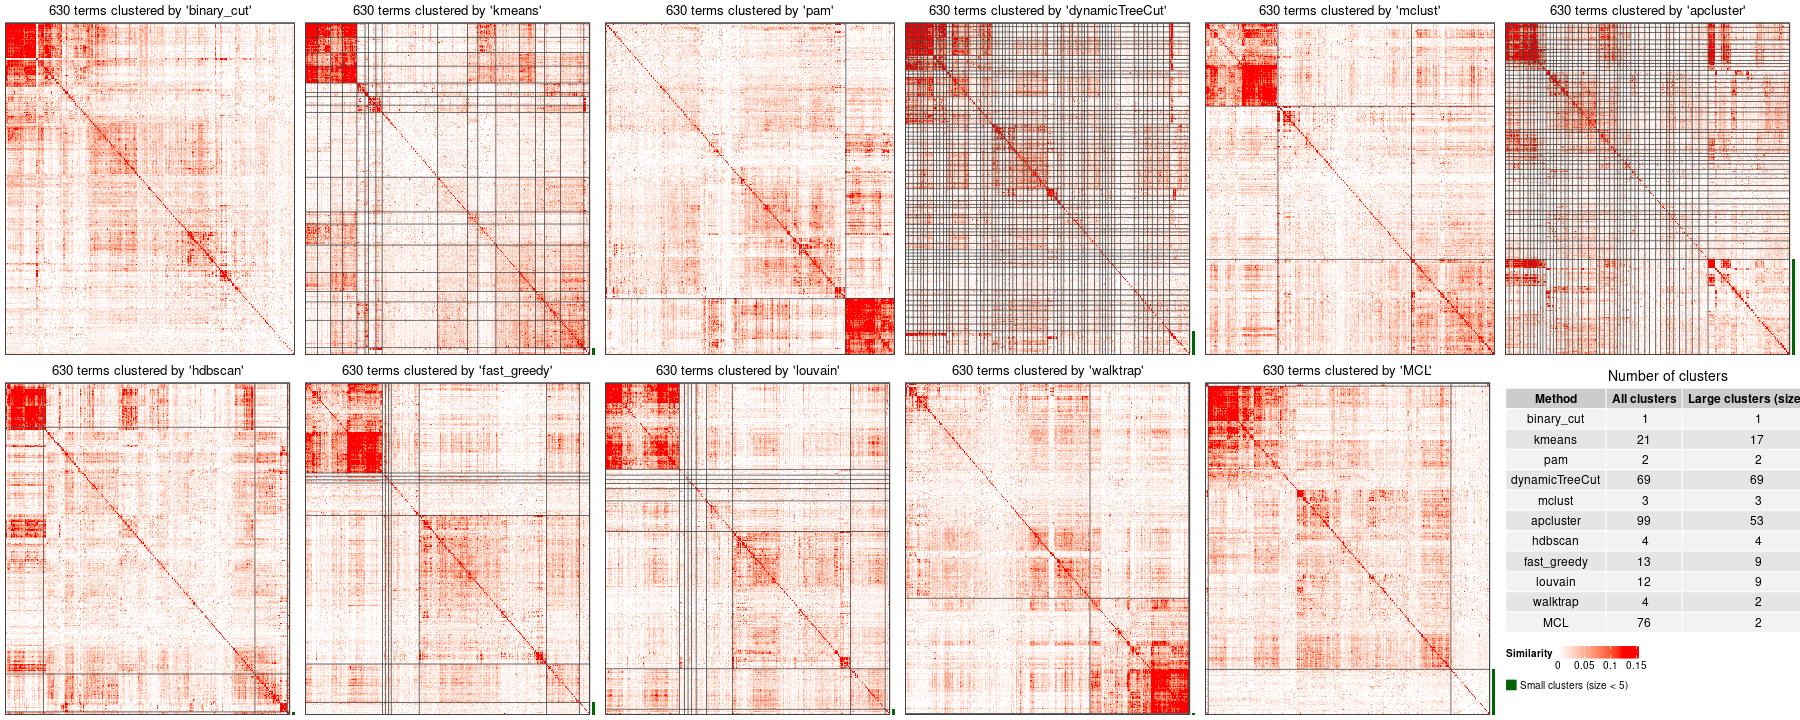 630 terms clustered by 'binary_cut'
630 terms clustered by 'kmeans'
630 terms clustered by 'pam'
630 terms clustered by 'dynamicTreeCut'
630 terms clustered by 'mclust'
630 terms clustered by 'apcluster'
630 terms clustered by 'hdbscan'
630 terms clustered by 'fast_greedy'
630 terms clustered by 'louvain'
630 terms clustered by 'walktrap'
630 terms clustered by 'MCL'
Number of clusters
Method All clusters Large clusters (size
binary_cut 1 1
kmeans 21 17
pam 2 2
dynamicTreeCut 69 69
mclust 3 3
apcluster 99 53
hdbscan 4 4
fast_greedy 13 9
louvain 12 9
walktrap 4 2
MCL 76 2
Similarity
0 0.05 0.1 0.15
Small clusters (size < 5)